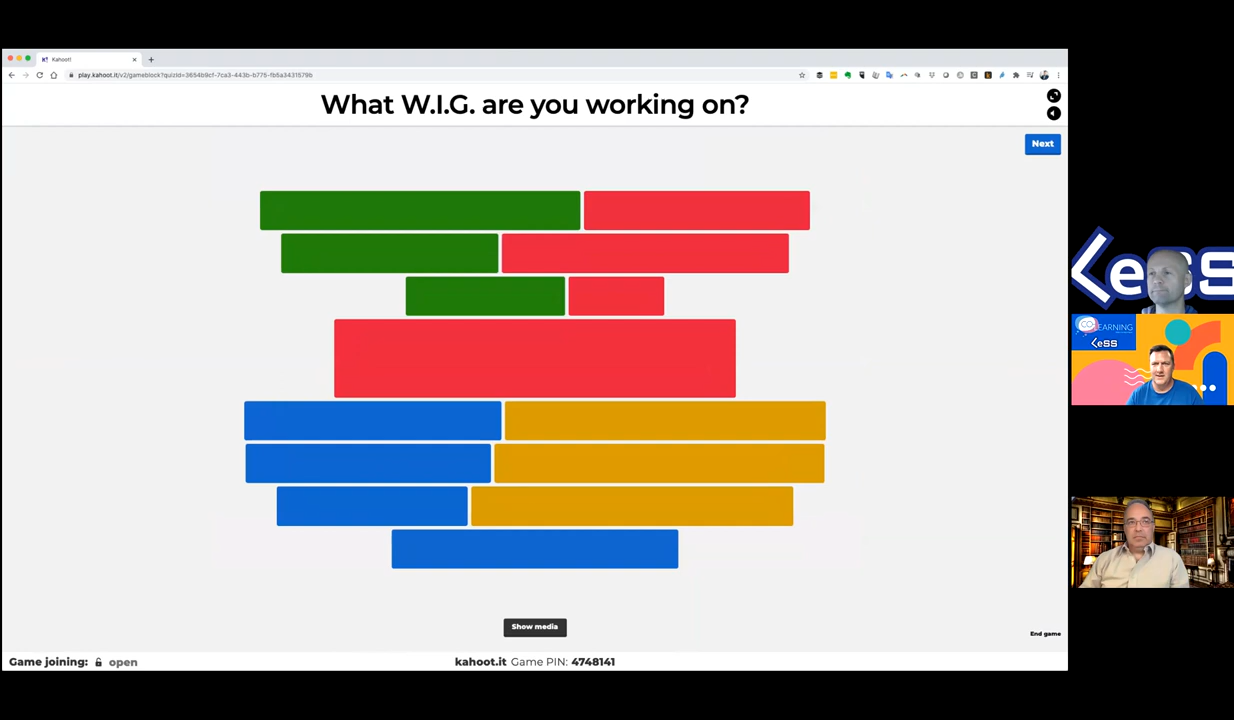 Kahoot!
play.kahoot.it/v2/gameblock?quizId=3654b9cf-7ca3-443b-b775-fb5a3431579b
What W.I.G. are you working on?
Next
LeSS
CO LEARNING
LeSS
Show media
End game
Game joining: open
kahoot.it Game PIN: 4748141